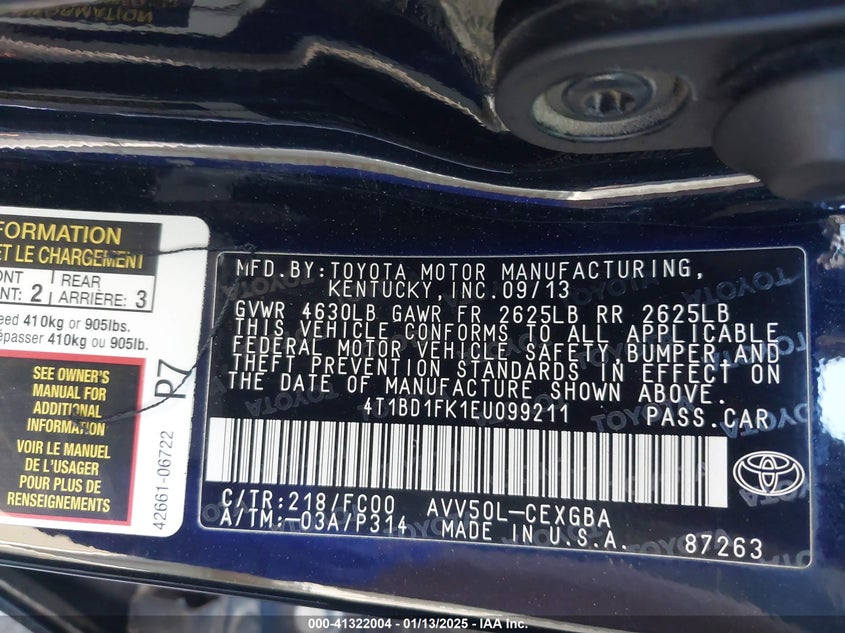 FORMATION
ET LE CHARGEMENT
REAR
NT: 2 ARRIÈRE: 3
eed 410kg or 905lbs.
épasser 410kg ou 905lb.
SEE OWNER'S
MANUAL FOR
ADDITIONAL
INFORMATION
VOIR LE MANUEL
DE L'USAGER
POUR PLUS DE
RENSEIGNEMENTS
P7
42661-06722
MFD.BY:TOYOTA MOTOR MANUFACTURING,
KENTUCKY,INC.09/13
GVWR 4630LB GAWR FR 2625LB RR 2625LB
THIS VEHICLE CONFORMS TO ALL APPLICABLE
FEDERAL MOTOR VEHICLE SAFETY BUMPER,AND
THEFT PREVENTION STANDARDS IN EFFECT ON
THE DATE OF MANUFACTURE SHOWN ABOVE.
4T1BD1FK1EU099211 PASS.CAR
C/TR:218/FC00 AVV50L-CEXGBA
A/TM:-03A/P314 MADE IN U.S.A. 87263
000-41322004 - 01/13/2025 - IAA Inc.